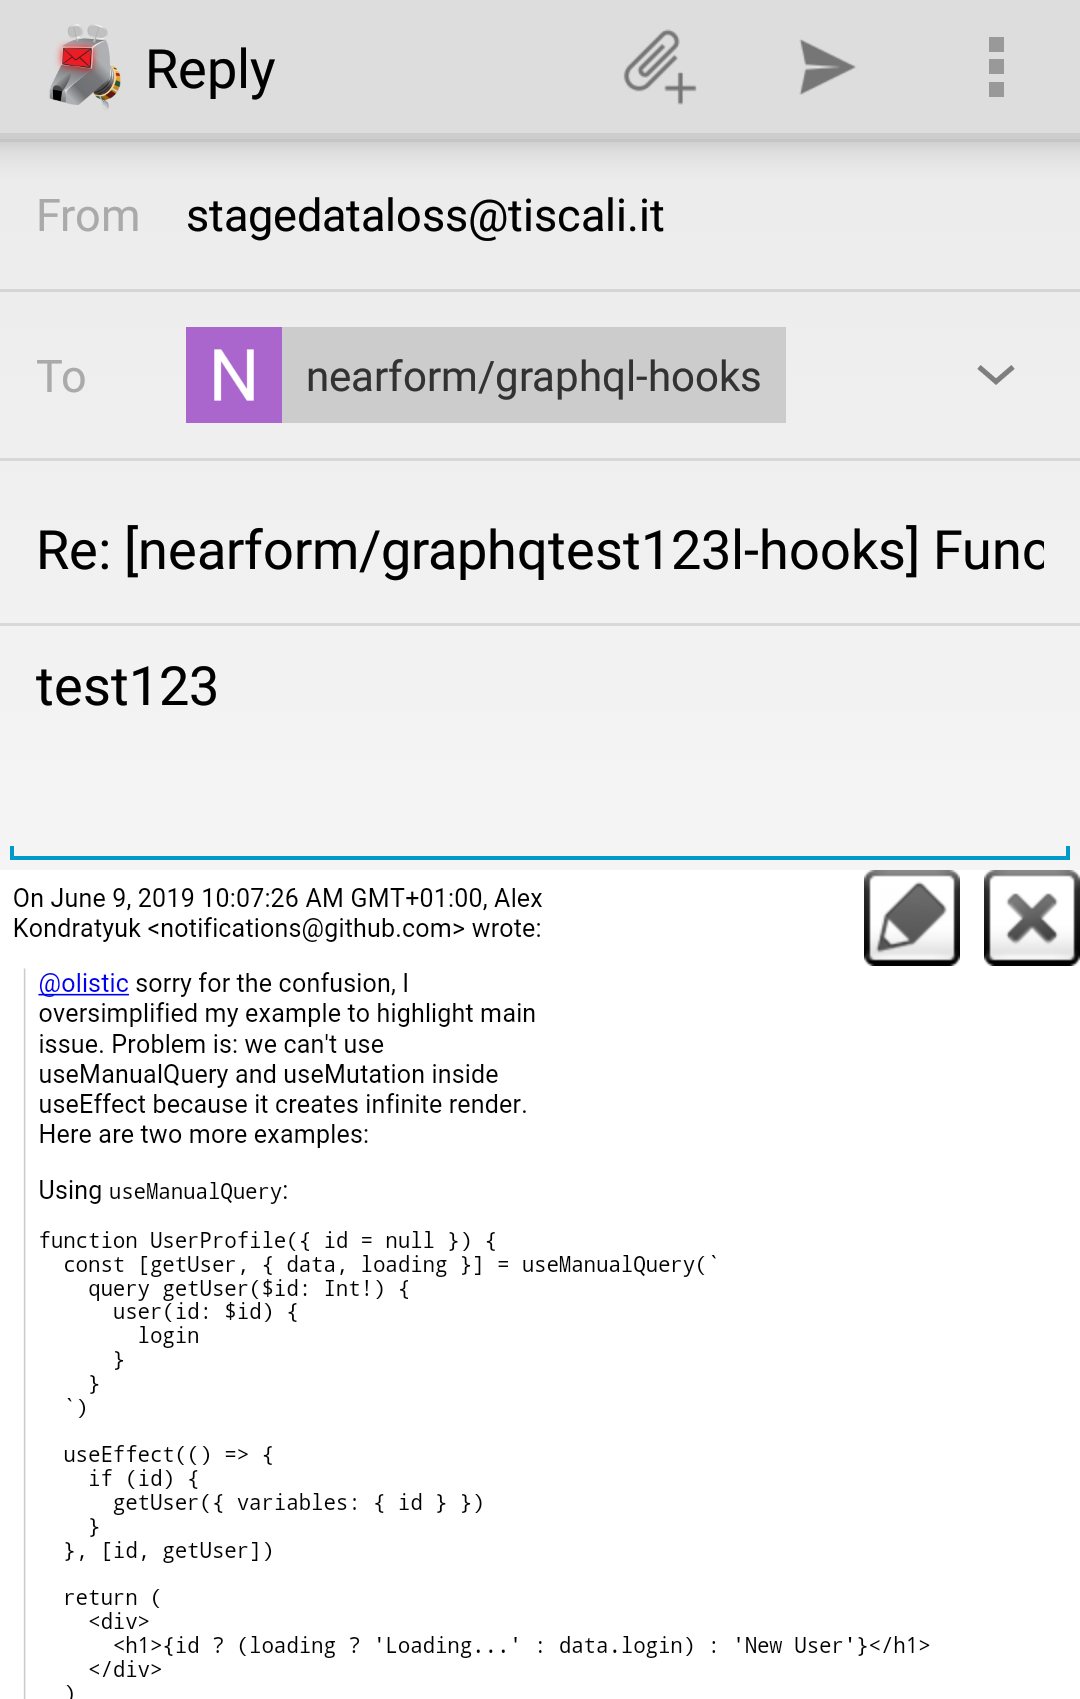 Reply
From stagedataloss@tiscali.it
To N nearform/graphql-hooks
Re: [nearform/graphqtest123l-hooks] Func
test123
On June 9, 2019 10:07:26 AM GMT+01:00, Alex
Kondratyuk <notifications@github.com> wrote:
@olistic sorry for the confusion, I
oversimplified my example to highlight main
issue. Problem is: we can't use
useManualQuery and useMutation inside
useEffect because it creates infinite render.
Here are two more examples:
Using useManualQuery:
function UserProfile({ id = null }) {
  const [getUser, { data, loading }] = useManualQuery(`
    query getUser($id: Int!) {
      user(id: $id) {
        login
      }
    }
  `)
  useEffect(() => {
    if (id) {
      getUser({ variables: { id } })
    }
  }, [id, getUser])
  return (
    <div>
      <h1>{id ? (loading ? 'Loading...' : data.login) : 'New User'}</h1>
    </div>
  )